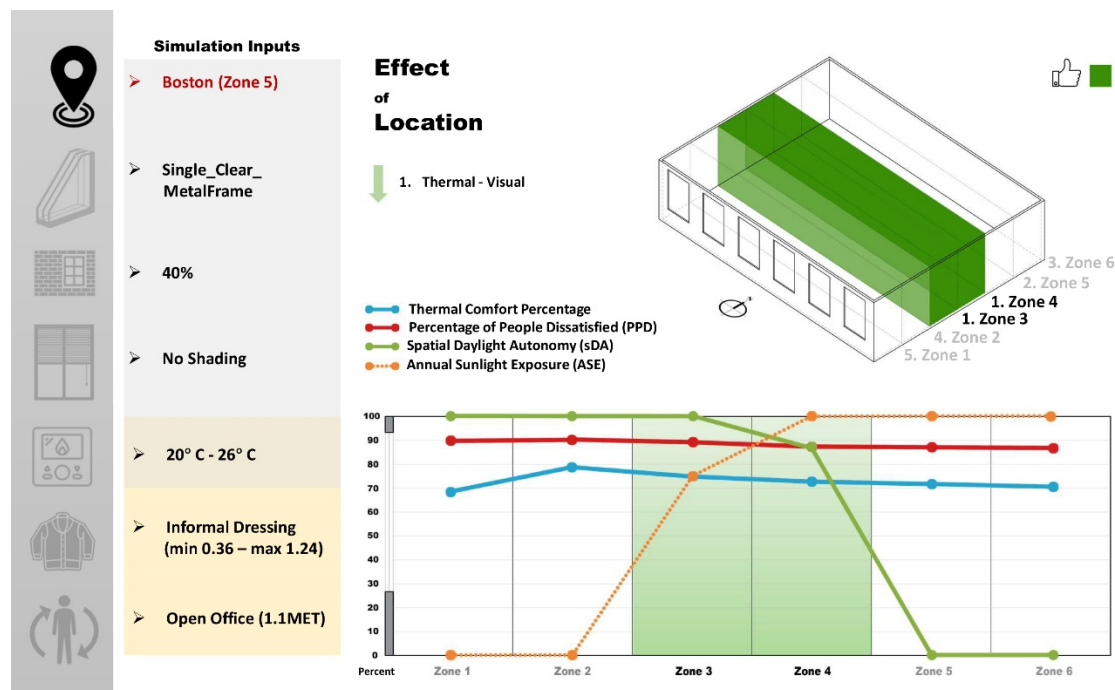 Simulation Inputs
➢ Boston (Zone 5)
➢ Single_Clear_
MetalFrame
➢ 40%
➢ No Shading
➢ 20° C - 26° C
➢ Informal Dressing
(min 0.36 – max 1.24)
➢ Open Office (1.1MET)
Effect
of
Location
1. Thermal - Visual
3. Zone 6
2. Zone 5
1. Zone 4
1. Zone 3
4. Zone 2
5. Zone 1
Thermal Comfort Percentage
Percentage of People Dissatisfied (PPD)
Spatial Daylight Autonomy (sDA)
Annual Sunlight Exposure (ASE)
100
90
80
70
60
50
40
30
20
10
0
Percent
Zone 1
Zone 2
Zone 3
Zone 4
Zone 5
Zone 6